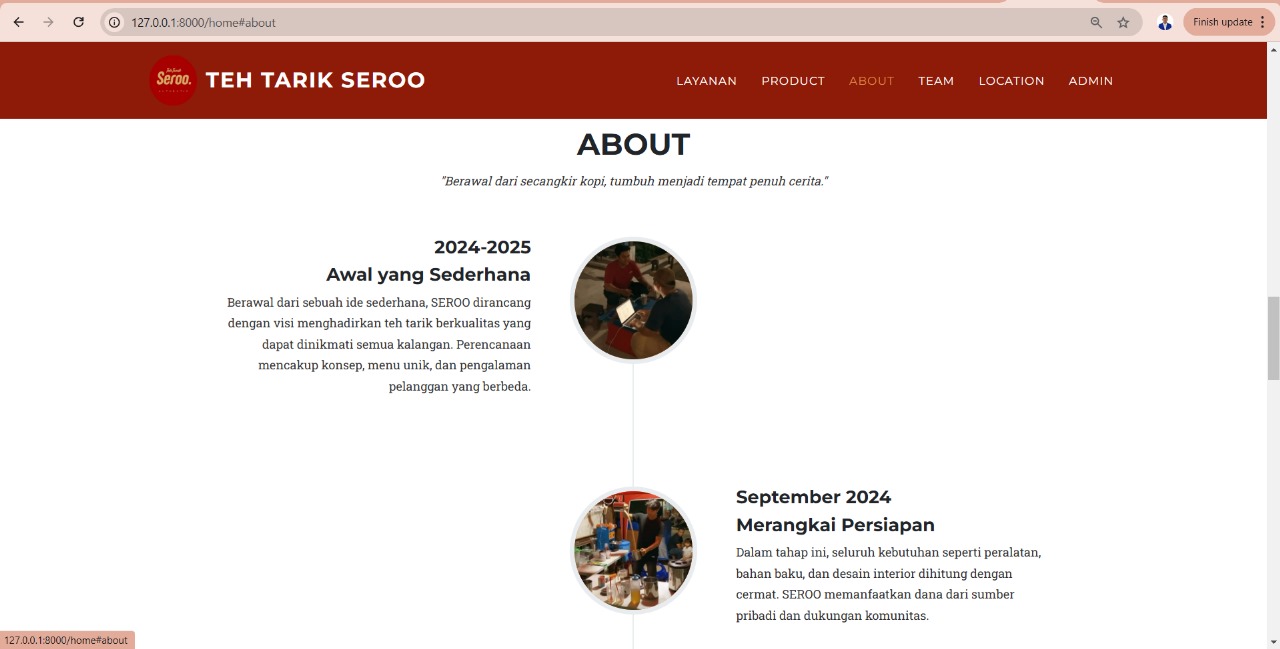 127.0.0.1:8000/home#about
Finish update
Seroo.
TEH TARIK SEROO
LAYANAN
PRODUCT
ABOUT
TEAM
LOCATION
ADMIN
ABOUT
"Berawal dari secangkir kopi, tumbuh menjadi tempat penuh cerita."
2024-2025
Awal yang Sederhana
Berawal dari sebuah ide sederhana, SEROO dirancang
dengan visi menghadirkan teh tarik berkualitas yang
dapat dinikmati semua kalangan. Perencanaan
mencakup konsep, menu unik, dan pengalaman
pelanggan yang berbeda.
September 2024
Merangkai Persiapan
Dalam tahap ini, seluruh kebutuhan seperti peralatan,
bahan baku, dan desain interior dihitung dengan
cermat. SEROO memanfaatkan dana dari sumber
pribadi dan dukungan komunitas.
127.0.0.1:8000/home#about